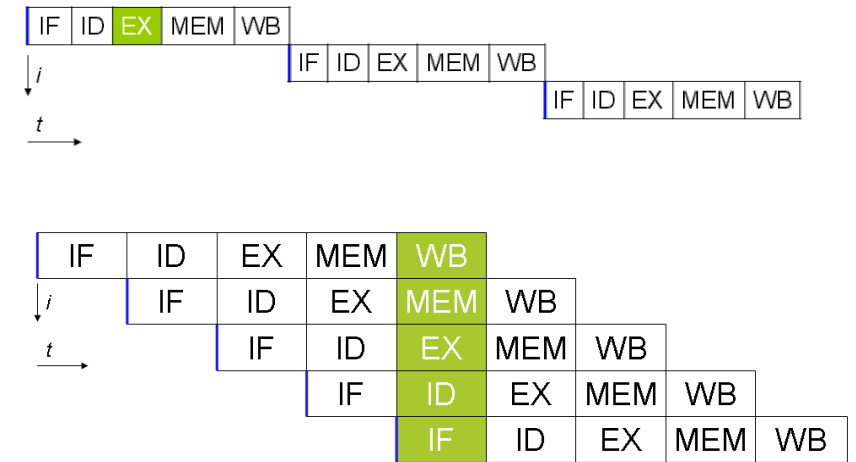 IF ID EX MEM WB
IF ID EX MEM WB
i
IF ID EX MEM WB
t
IF ID EX MEM WB
i IF ID EX MEM WB
t IF ID EX MEM WB
IF ID EX MEM WB
IF ID EX MEM WB